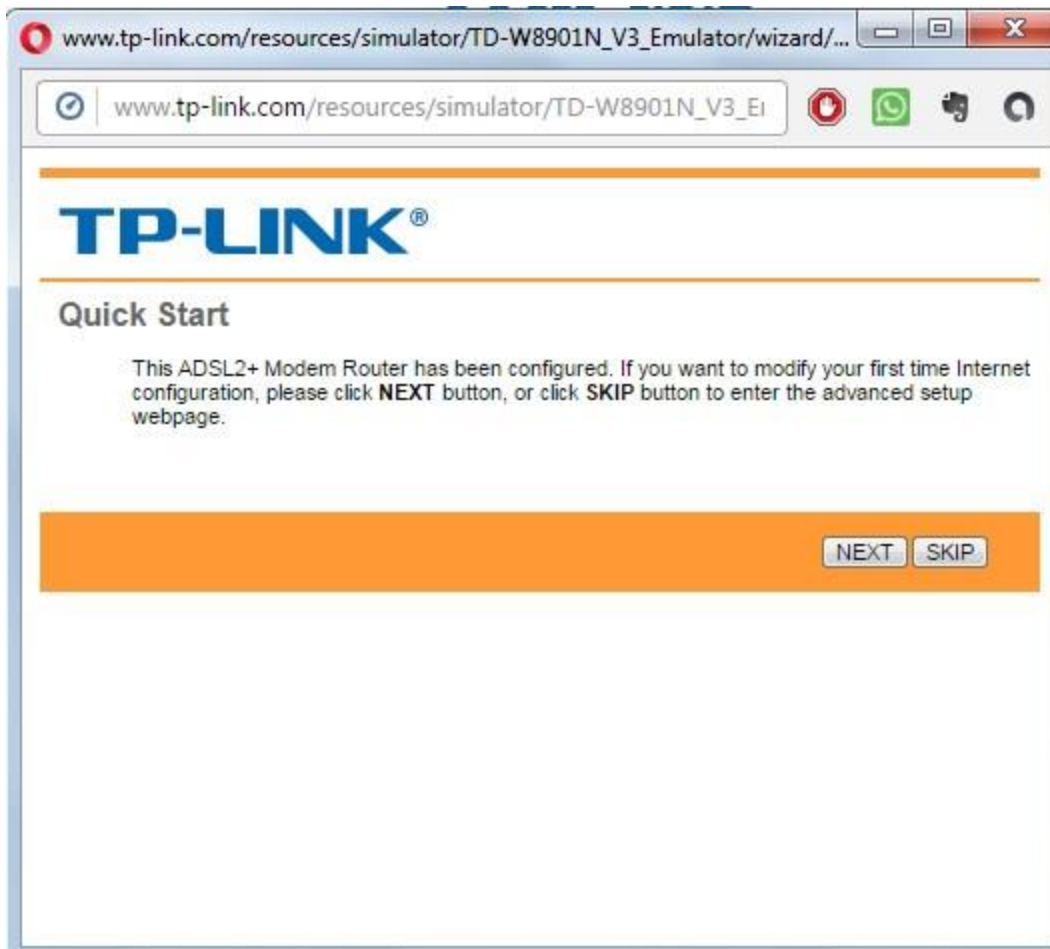 www.tp-link.com/resources/simulator/TD-W8901N_V3_Emulator/wizard/...
www.tp-link.com/resources/simulator/TD-W8901N_V3_E
TP-LINK®
Quick Start
This ADSL2+ Modem Router has been configured. If you want to modify your first time Internet
configuration, please click NEXT button, or click SKIP button to enter the advanced setup
webpage.
NEXT SKIP